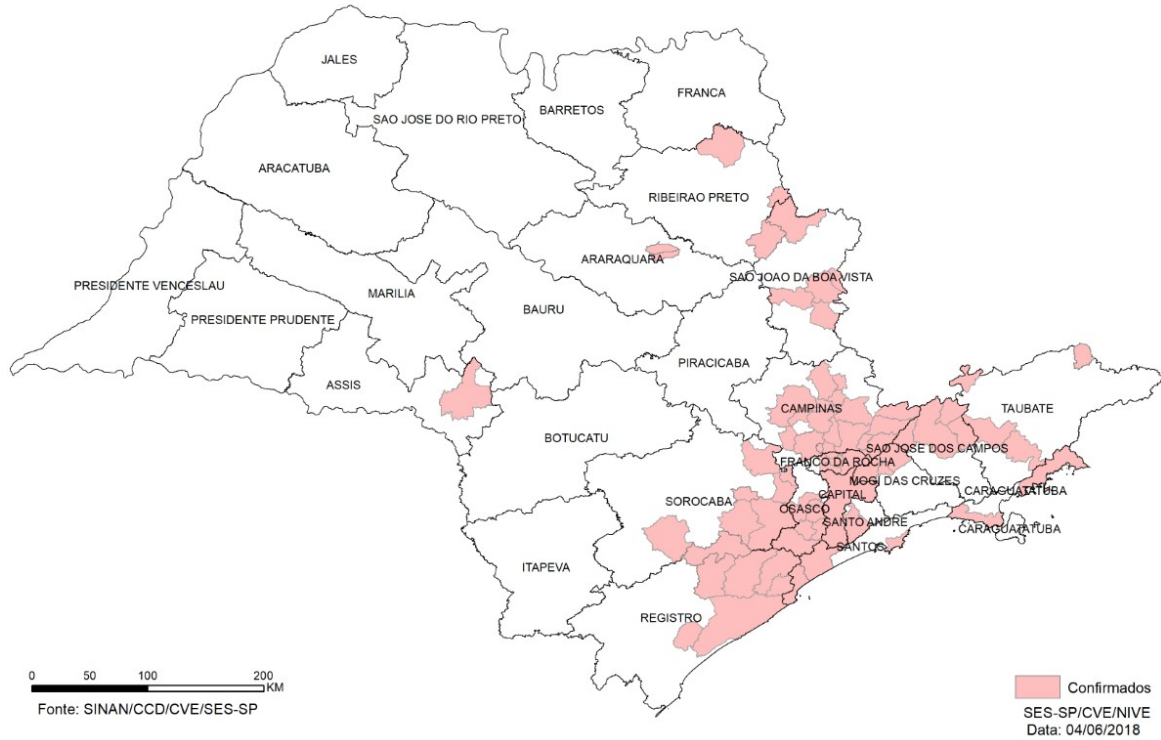 JALES
FRANCA
BARRETOS
SAO JOSE DO RIO PRETO
ARACATUBA
RIBEIRAO PRETO
ARARAQUARA
SAO JOAO DA BOA VISTA
PRESIDENTE VENCESLAU
MARILIA
BAURU
PRESIDENTE PRUDENTE
PIRACICABA
ASSIS
CAMPINAS
TAUBATE
BOTUCATU
SAO JOSE DOS CAMPOS
FRANCO DA ROCHA
MOGI DAS CRUZES
CARAGUATATUBA
CAPITAL
SOROCABA
OSASCO
SANTO ANDRE
CARAGUATATUBA
SANTOS
ITAPEVA
REGISTRO
0 50 100 200
KM
Fonte: SINAN/CCD/CVE/SES-SP
Confirmados
SES-SP/CVE/NIVE
Data: 04/06/2018